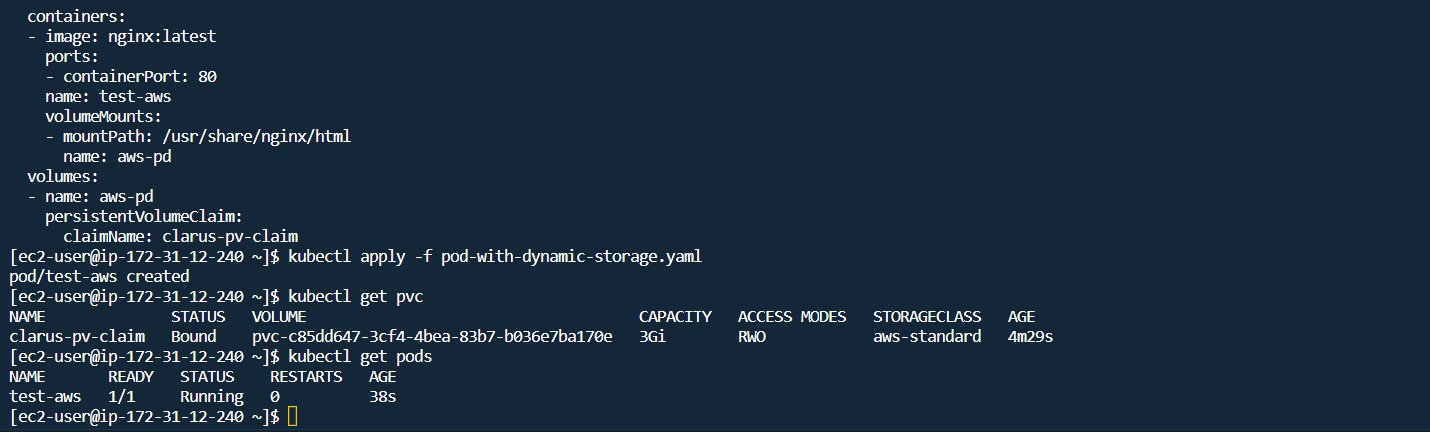 containers:
  - image: nginx:latest
    ports:
    - containerPort: 80
    name: test-aws
    volumeMounts:
    - mountPath: /usr/share/nginx/html
      name: aws-pd
  volumes:
  - name: aws-pd
    persistentVolumeClaim:
      claimName: clarus-pv-claim
[ec2-user@ip-172-31-12-240 ~]$ kubectl apply -f pod-with-dynamic-storage.yaml
pod/test-aws created
[ec2-user@ip-172-31-12-240 ~]$ kubectl get pvc
NAME              STATUS   VOLUME                                     CAPACITY   ACCESS MODES   STORAGECLASS   AGE
clarus-pv-claim   Bound    pvc-c85dd647-3cf4-4bea-83b7-b036e7ba170e   3Gi        RWO            aws-standard   4m29s
[ec2-user@ip-172-31-12-240 ~]$ kubectl get pods
NAME       READY   STATUS    RESTARTS   AGE
test-aws   1/1     Running   0          38s
[ec2-user@ip-172-31-12-240 ~]$